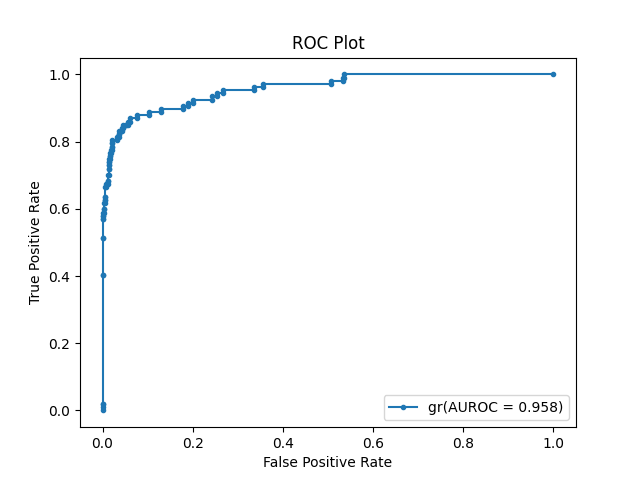 ROC Plot
True Positive Rate
1.0
0.8
0.6
0.4
0.2
0.0
gr(AUROC = 0.958)
0.0 0.2 0.4 0.6 0.8 1.0
False Positive Rate